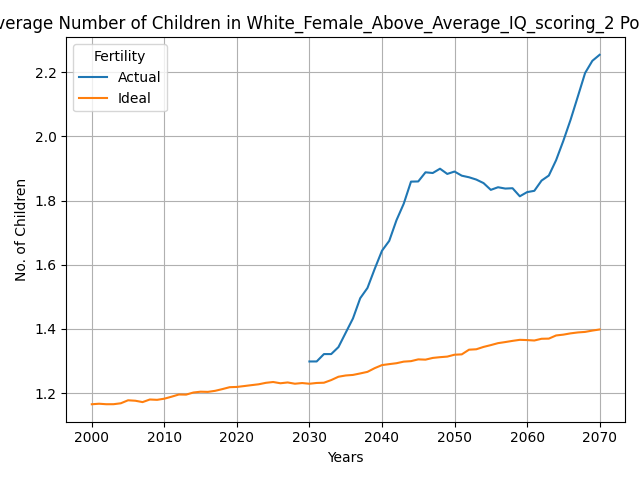 verage Number of Children in White_Female_Above_Average_IQ_scoring_2 Po
Fertility
Actual
Ideal
2.2
2.0
1.8
1.6
1.4
1.2
No. of Children
2000 2010 2020 2030 2040 2050 2060 2070
Years